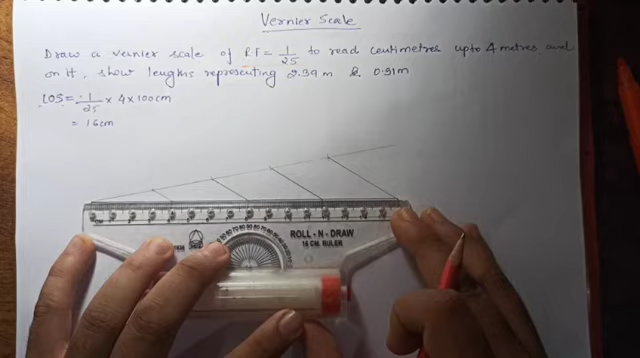 Vernier Scale
Draw a vernier scale of R.F = 1/25 to read centimetres upto 4 metres and
on it, show lengths representing 2.39 m & 0.91m
LOS = 1/25 x 4 x 100cm
= 16cm
ROLL - N - DRAW
15 CM. RULER